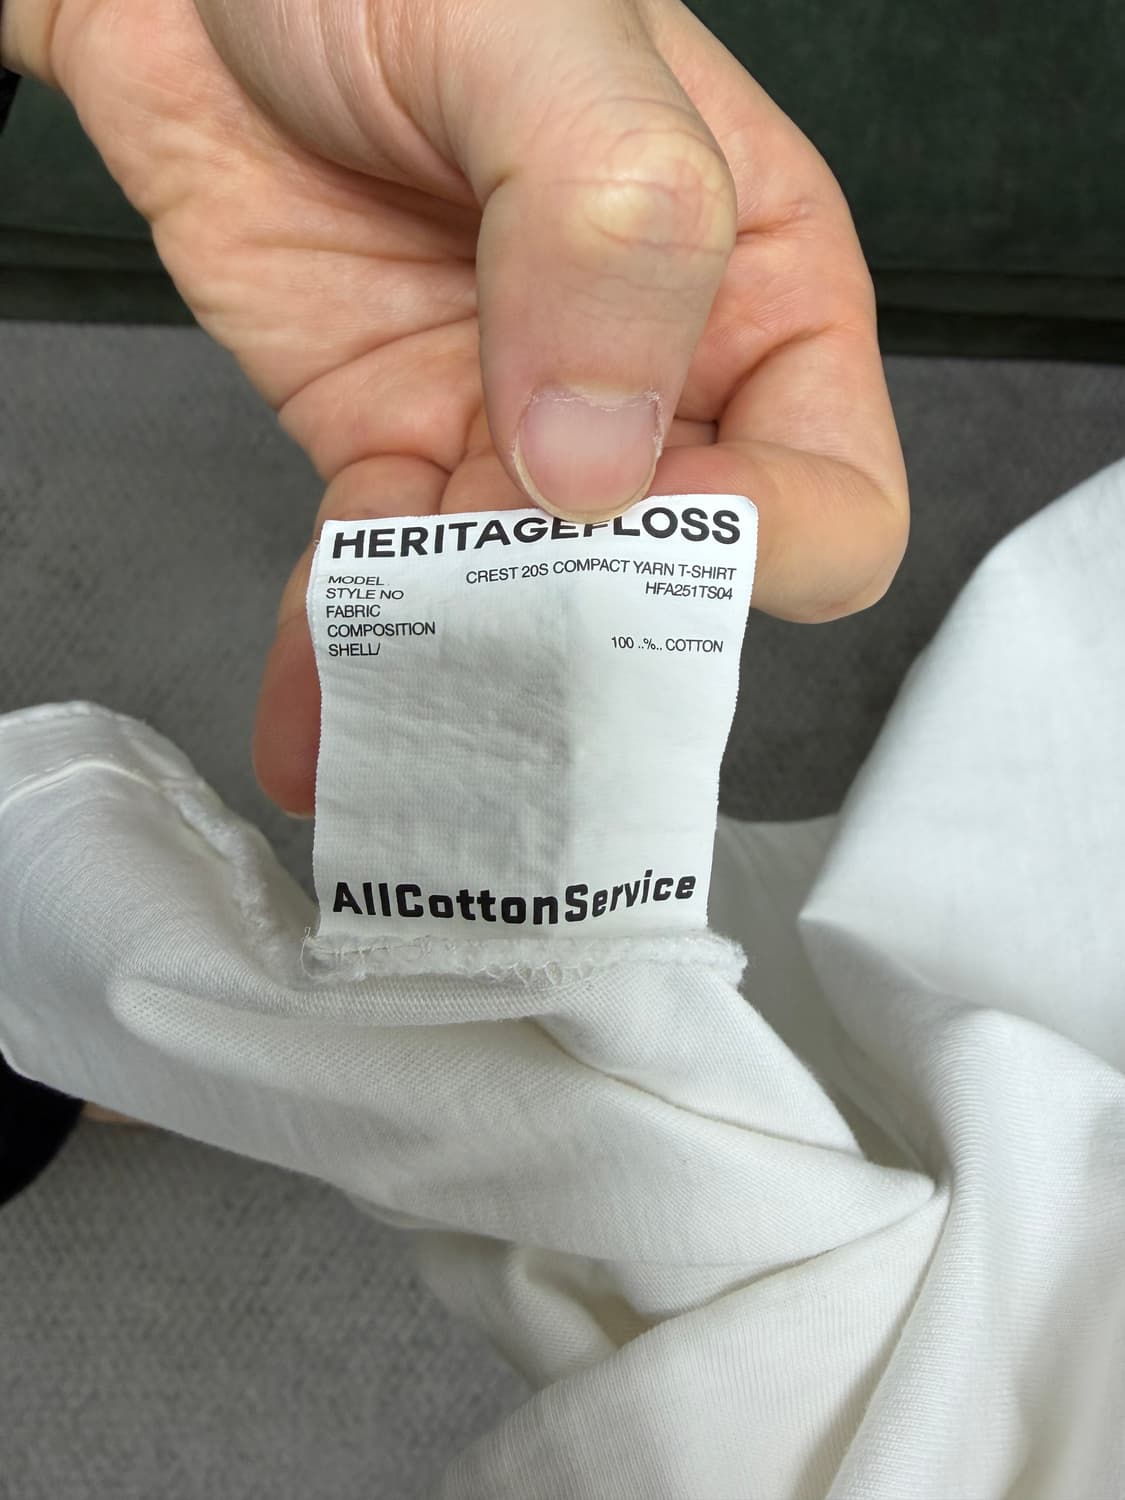 HERITAGEFLOSS
MODEL. CREST 20S COMPACT YARN T-SHIRT
STYLE NO HFA251TS04
FABRIC
COMPOSITION
SHELL/ 100 ..%.. COTTON
AllCottonService